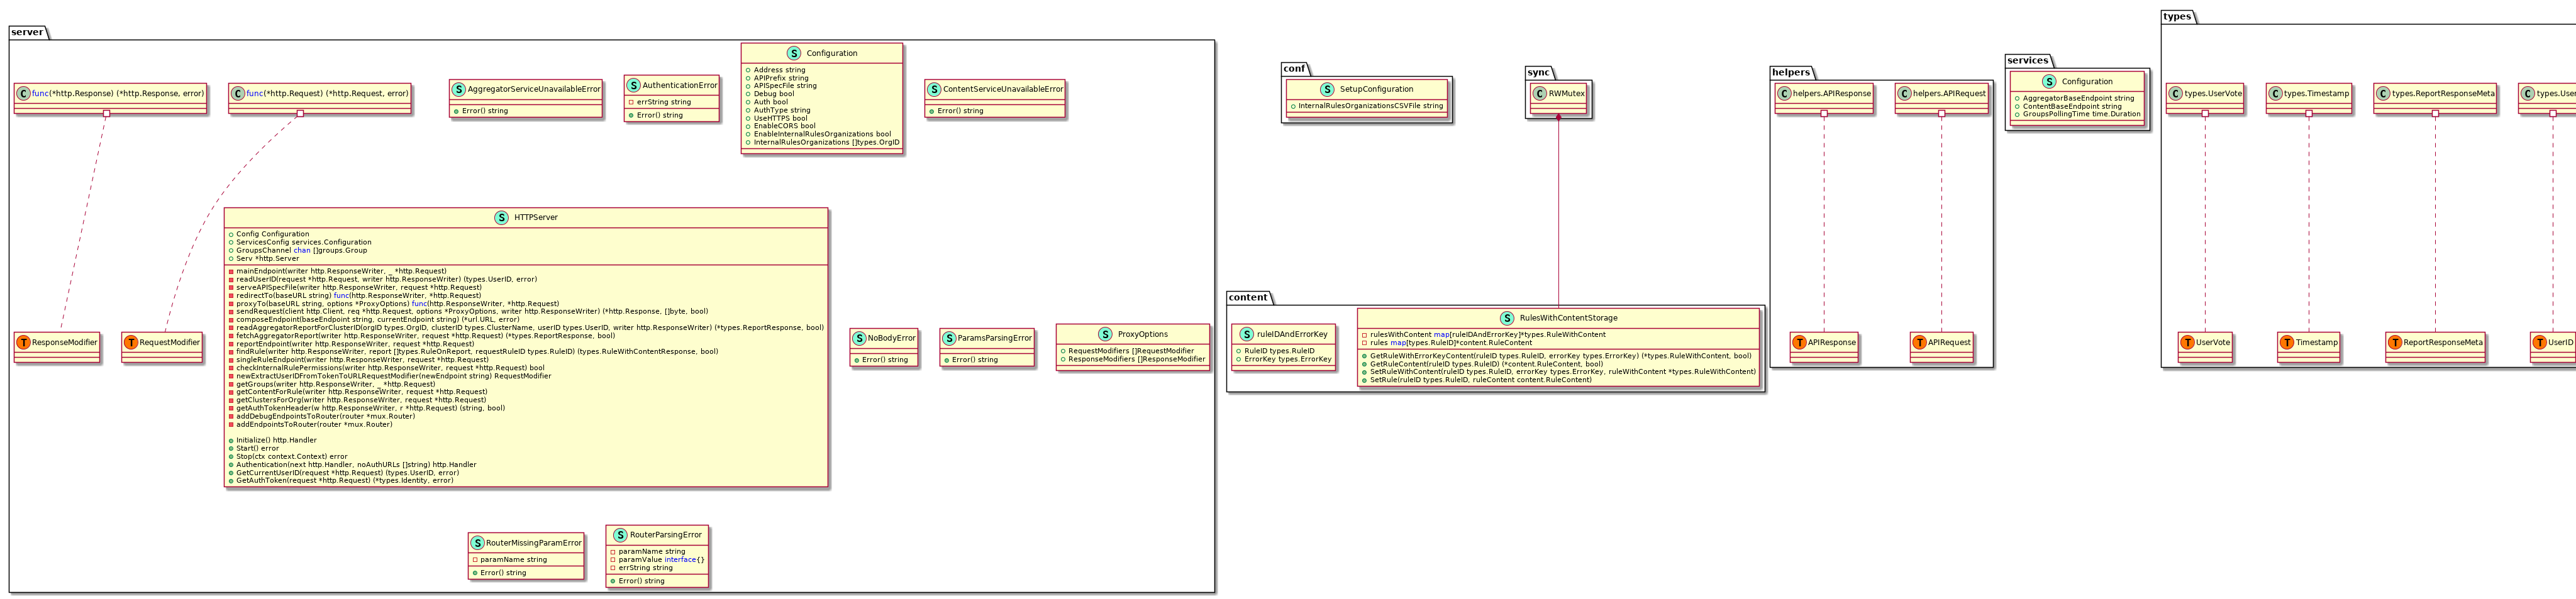 server
C func(*http.Response) (*http.Response, error)
C func(*http.Request) (*http.Request, error)
S AggregatorServiceUnavailableError
Error() string
S AuthenticationError
errString string
Error() string
S Configuration
Address string
APIPrefix string
APISpecFile string
Debug bool
Auth bool
AuthType string
UseHTTPS bool
EnableCORS bool
EnableInternalRulesOrganizations bool
InternalRulesOrganizations []types.OrgID
S ContentServiceUnavailableError
Error() string
S HTTPServer
Config Configuration
ServicesConfig services.Configuration
GroupsChannel chan []groups.Group
Serv *http.Server
mainEndpoint(writer http.ResponseWriter, _ *http.Request)
readUserID(request *http.Request, writer http.ResponseWriter) (types.UserID, error)
serveAPISpecFile(writer http.ResponseWriter, request *http.Request)
redirectTo(baseURL string) func(http.ResponseWriter, *http.Request)
proxyTo(baseURL string, options *ProxyOptions) func(http.ResponseWriter, *http.Request)
sendRequest(client http.Client, req *http.Request, options *ProxyOptions, writer http.ResponseWriter) (*http.Response, []byte, bool)
composeEndpoint(baseEndpoint string, currentEndpoint string) (*url.URL, error)
readAggregatorReportForClusterID(orgID types.OrgID, clusterID types.ClusterName, userID types.UserID, writer http.ResponseWriter) (*types.ReportResponse, bool)
fetchAggregatorReport(writer http.ResponseWriter, request *http.Request) (*types.ReportResponse, bool)
reportEndpoint(writer http.ResponseWriter, request *http.Request)
findRule(writer http.ResponseWriter, report []types.RuleOnReport, requestRuleID types.RuleID) (types.RuleWithContentResponse, bool)
singleRuleEndpoint(writer http.ResponseWriter, request *http.Request)
checkInternalRulePermissions(writer http.ResponseWriter, request *http.Request) bool
newExtractUserIDFromTokenToURLRequestModifier(newEndpoint string) RequestModifier
getGroups(writer http.ResponseWriter, _ *http.Request)
getContentForRule(writer http.ResponseWriter, request *http.Request)
getClustersForOrg(writer http.ResponseWriter, request *http.Request)
getAuthTokenHeader(w http.ResponseWriter, r *http.Request) (string, bool)
addDebugEndpointsToRouter(router *mux.Router)
addEndpointsToRouter(router *mux.Router)
Initialize() http.Handler
Start() error
Stop(ctx context.Context) error
Authentication(next http.Handler, noAuthURLs []string) http.Handler
GetCurrentUserID(request *http.Request) (types.UserID, error)
GetAuthToken(request *http.Request) (*types.Identity, error)
T ResponseModifier
T RequestModifier
S NoBodyError
Error() string
S ParamsParsingError
Error() string
S ProxyOptions
RequestModifiers []RequestModifier
ResponseModifiers []ResponseModifier
S RouterMissingParamError
paramName string
Error() string
S RouterParsingError
paramName string
paramValue interface{}
errString string
Error() string
conf
S SetupConfiguration
InternalRulesOrganizationsCSVFile string
sync
C RWMutex
content
S ruleIDAndErrorKey
RuleID types.RuleID
ErrorKey types.ErrorKey
S RulesWithContentStorage
rulesWithContent map[ruleIDAndErrorKey]*types.RuleWithContent
rules map[types.RuleID]*content.RuleContent
GetRuleWithErrorKeyContent(ruleID types.RuleID, errorKey types.ErrorKey) (*types.RuleWithContent, bool)
GetRuleContent(ruleID types.RuleID) (*content.RuleContent, bool)
SetRuleWithContent(ruleID types.RuleID, errorKey types.ErrorKey, ruleWithContent *types.RuleWithContent)
SetRule(ruleID types.RuleID, ruleContent content.RuleContent)
helpers
C helpers.APIResponse
C helpers.APIRequest
T APIResponse
T APIRequest
services
S Configuration
AggregatorBaseEndpoint string
ContentBaseEndpoint string
GroupsPollingTime time.Duration
types
C types.UserVote
C types.Timestamp
C types.ReportResponseMeta
C types.User
T UserVote
T Timestamp
T ReportResponseMeta
T UserID